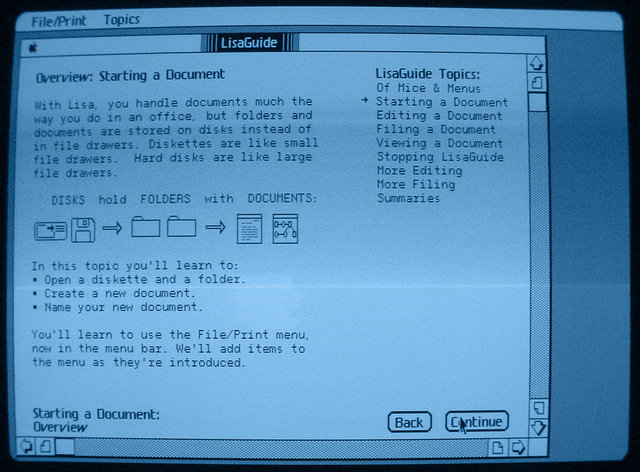 File/Print Topics
LisaGuide
Overview: Starting a Document
With Lisa, you handle documents much the
way you do in an office, but folders and
documents are stored on disks instead of
in file drawers. Diskettes are like small
file drawers. Hard disks are like large
file drawers.
DISKS hold FOLDERS with DOCUMENTS:
In this topic you'll learn to:
• Open a diskette and a folder.
• Create a new document.
• Name your new document.
You'll learn to use the File/Print menu,
now in the menu bar. We'll add items to
the menu as they're introduced.
Starting a Document:
Overview
LisaGuide Topics:
Of Mice & Menus
→ Starting a Document
Editing a Document
Filing a Document
Viewing a Document
Stopping LisaGuide
More Editing
More Filing
Summaries
Back Continue